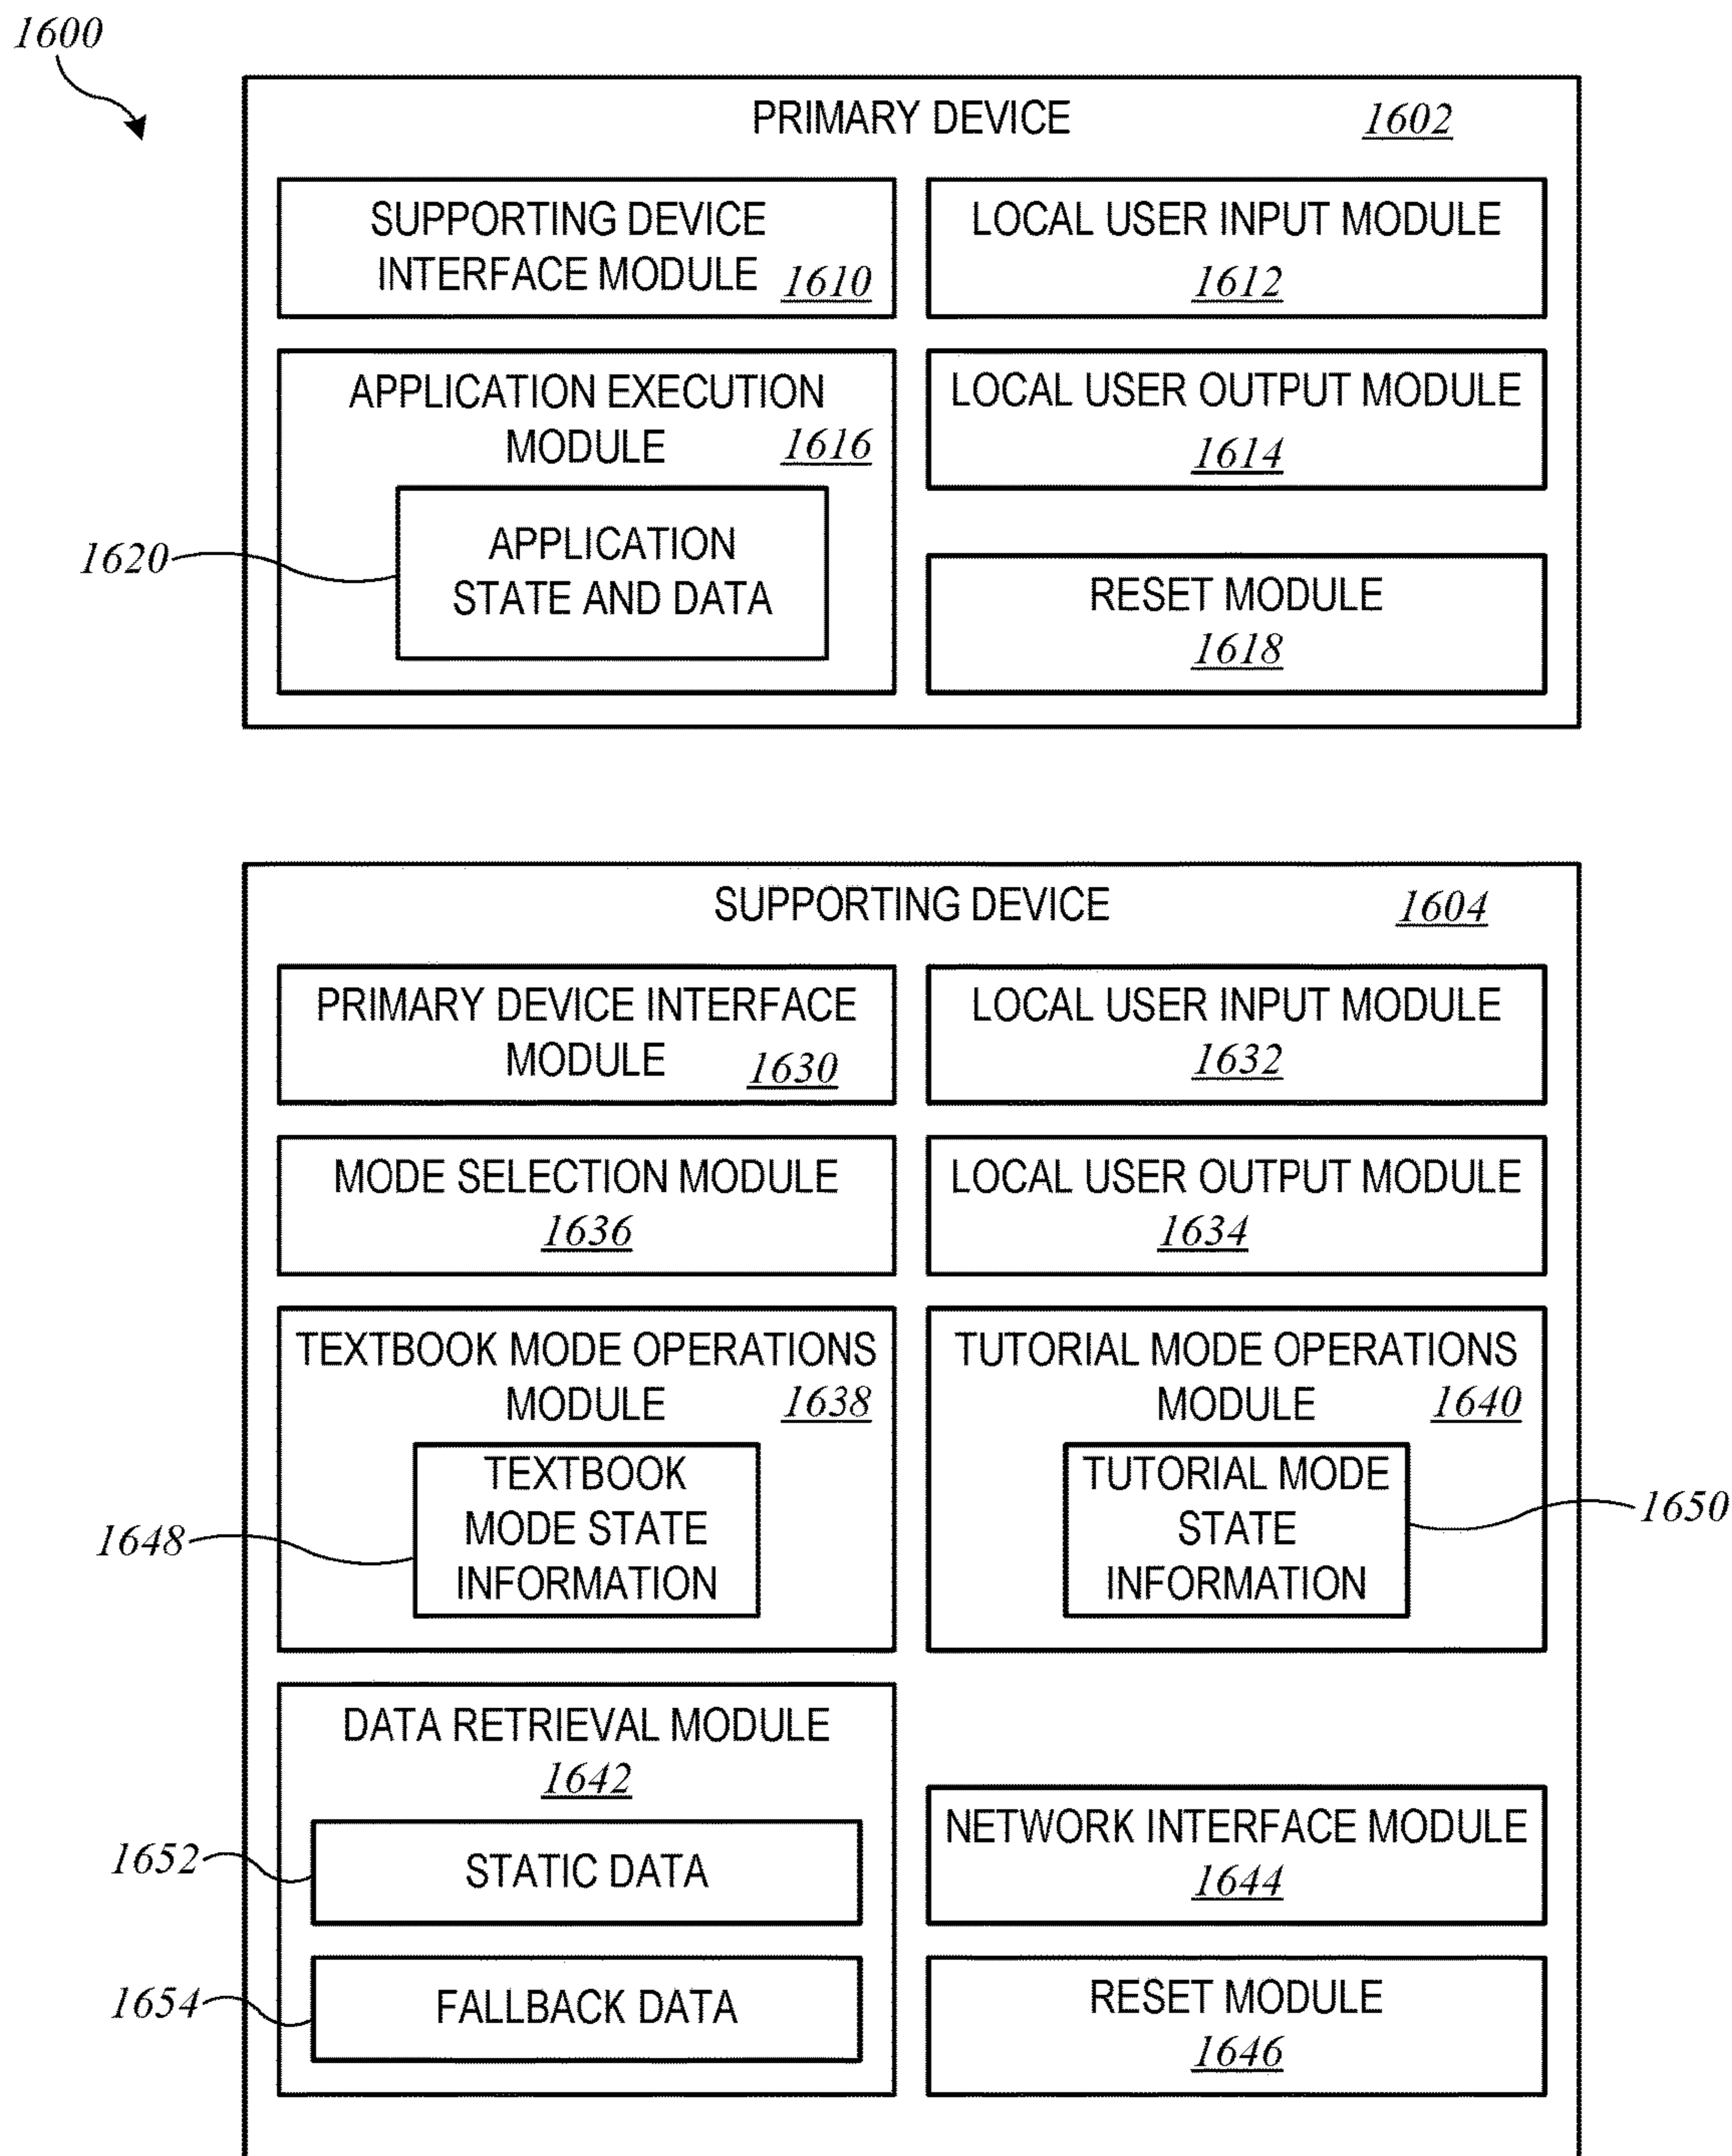 1600
PRIMARY DEVICE 1602
SUPPORTING DEVICE
INTERFACE MODULE 1610
LOCAL USER INPUT MODULE
1612
APPLICATION EXECUTION
MODULE 1616
APPLICATION
STATE AND DATA
1620
LOCAL USER OUTPUT MODULE
1614
RESET MODULE
1618
SUPPORTING DEVICE 1604
PRIMARY DEVICE INTERFACE
MODULE 1630
LOCAL USER INPUT MODULE
1632
MODE SELECTION MODULE
1636
LOCAL USER OUTPUT MODULE
1634
TEXTBOOK MODE OPERATIONS
MODULE 1638
TEXTBOOK
MODE STATE
INFORMATION
1648
TUTORIAL MODE OPERATIONS
MODULE 1640
TUTORIAL MODE
STATE
INFORMATION
1650
DATA RETRIEVAL MODULE
1642
1652 STATIC DATA
1654 FALLBACK DATA
NETWORK INTERFACE MODULE
1644
RESET MODULE
1646